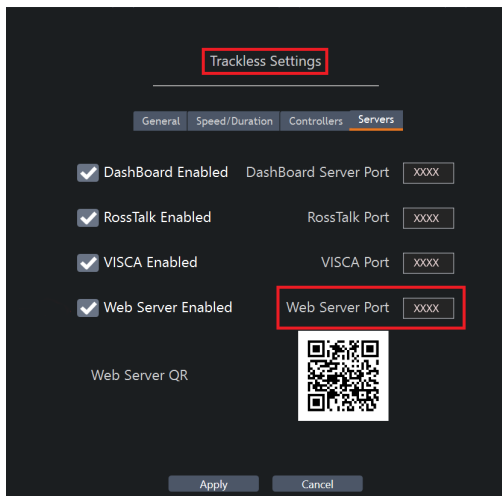 Trackless Settings
General Speed/Duration Controllers Servers
DashBoard Enabled DashBoard Server Port XXXX
RossTalk Enabled RossTalk Port XXXX
VISCA Enabled VISCA Port XXXX
Web Server Enabled Web Server Port XXXX
Web Server QR
Apply Cancel